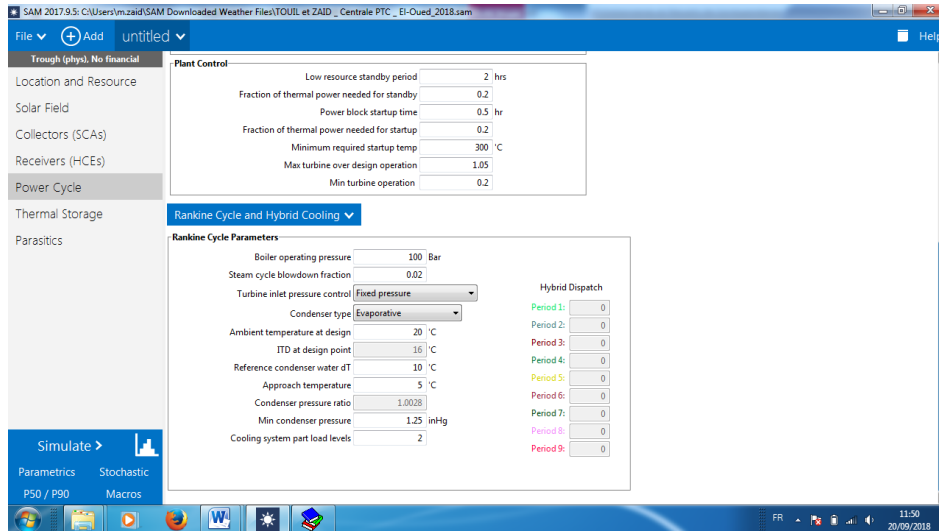 SAM 2017.9.5: C:\Users\m.zaid\SAM Downloaded Weather Files\TOUIL et ZAID _ Centrale PTC _ El-Oued_2018.sam
File Add untitled Help
Trough (phys), No financial
Location and Resource
Solar Field
Collectors (SCAs)
Receivers (HCEs)
Power Cycle
Thermal Storage
Parasitics
Plant Control
Low resource standby period 2 hrs
Fraction of thermal power needed for standby 0.2
Power block startup time 0.5 hr
Fraction of thermal power needed for startup 0.2
Minimum required startup temp 300 'C
Max turbine over design operation 1.05
Min turbine operation 0.2
Rankine Cycle and Hybrid Cooling
Rankine Cycle Parameters
Boiler operating pressure 100 Bar
Steam cycle blowdown fraction 0.02
Turbine inlet pressure control Fixed pressure
Condenser type Evaporative
Ambient temperature at design 20 'C
ITD at design point 16 'C
Reference condenser water dT 10 'C
Approach temperature 5 'C
Condenser pressure ratio 1.0028
Min condenser pressure 1.25 inHg
Cooling system part load levels 2
Hybrid Dispatch
Period 1: 0
Period 2: 0
Period 3: 0
Period 4: 0
Period 5: 0
Period 6: 0
Period 7: 0
Period 8: 0
Period 9: 0
Simulate >
Parametrics Stochastic
P50 / P90 Macros
FR
11:50
20/09/2018